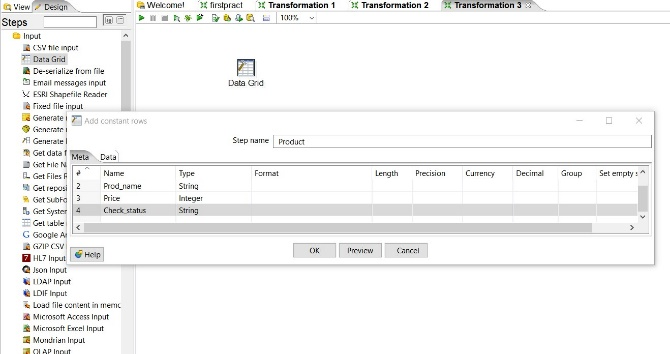 View Design
Steps
Input
CSV file input
Data Grid
De-serialize from file
Email messages input
ESRI Shapefile Reader
Fixed file input
Generate
Generate
Generate
Get data f
Get File N
Get Files R
Get reposi
Get SubFo
Get System
Get table
Google An
GZIP CSV
HL7 Input
Json Input
LDAP Input
LDIF Input
Load file content in memc
Microsoft Access Input
Microsoft Excel Input
Mondrian Input
OLAP Input
Welcome! firstpract Transformation 1 Transformation 2 Transformation 3
100%
Data Grid
Add constant rows
Step name Product
Meta Data
# Name Type Format Length Precision Currency Decimal Group Set empty s
2 Prod_name String
3 Price Integer
4 Check_status String
Help OK Preview Cancel